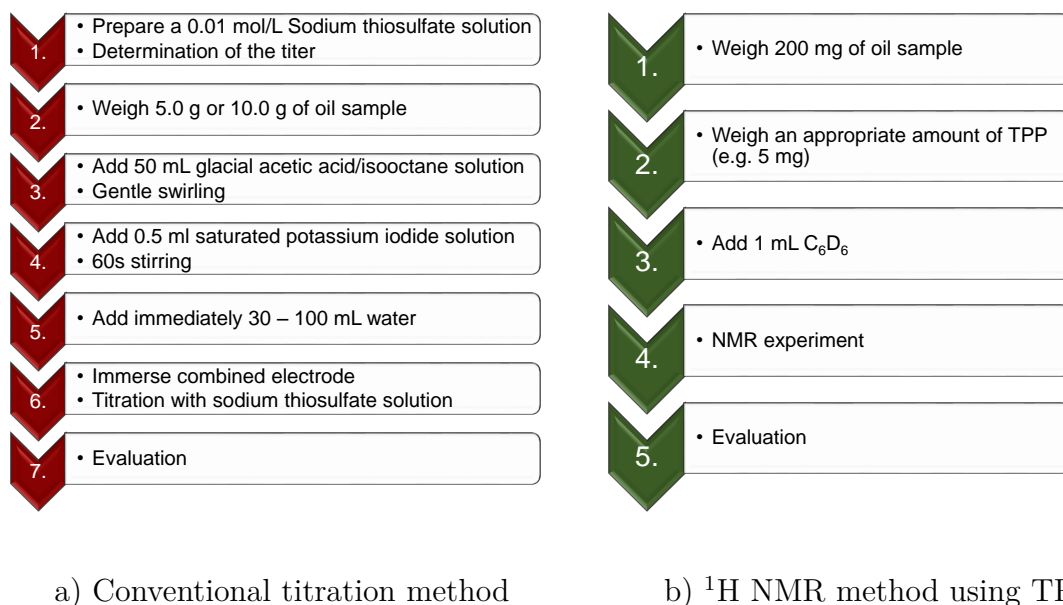 1.
• Prepare a 0.01 mol/L Sodium thiosulfate solution
• Determination of the titer
2.
• Weigh 5.0 g or 10.0 g of oil sample
3.
• Add 50 mL glacial acetic acid/isooctane solution
• Gentle swirling
4.
• Add 0.5 ml saturated potassium iodide solution
• 60s stirring
5.
• Add immediately 30 – 100 mL water
6.
• Immerse combined electrode
• Titration with sodium thiosulfate solution
7.
• Evaluation
a) Conventional titration method
1.
• Weigh 200 mg of oil sample
2.
• Weigh an appropriate amount of TPP
(e.g. 5 mg)
3.
• Add 1 mL C₆D₆
4.
• NMR experiment
5.
• Evaluation
b) ¹H NMR method using